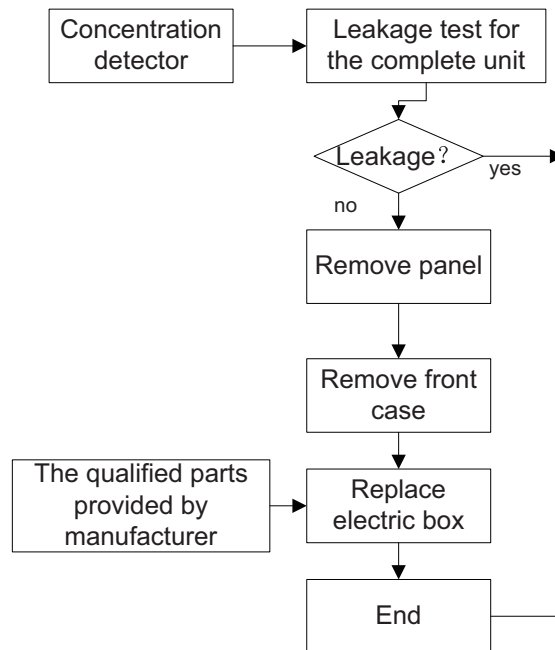 Concentration
detector
Leakage test for
the complete unit
Leakage？
yes
no
Remove panel
Remove front
case
The qualified parts
provided by
manufacturer
Replace
electric box
End